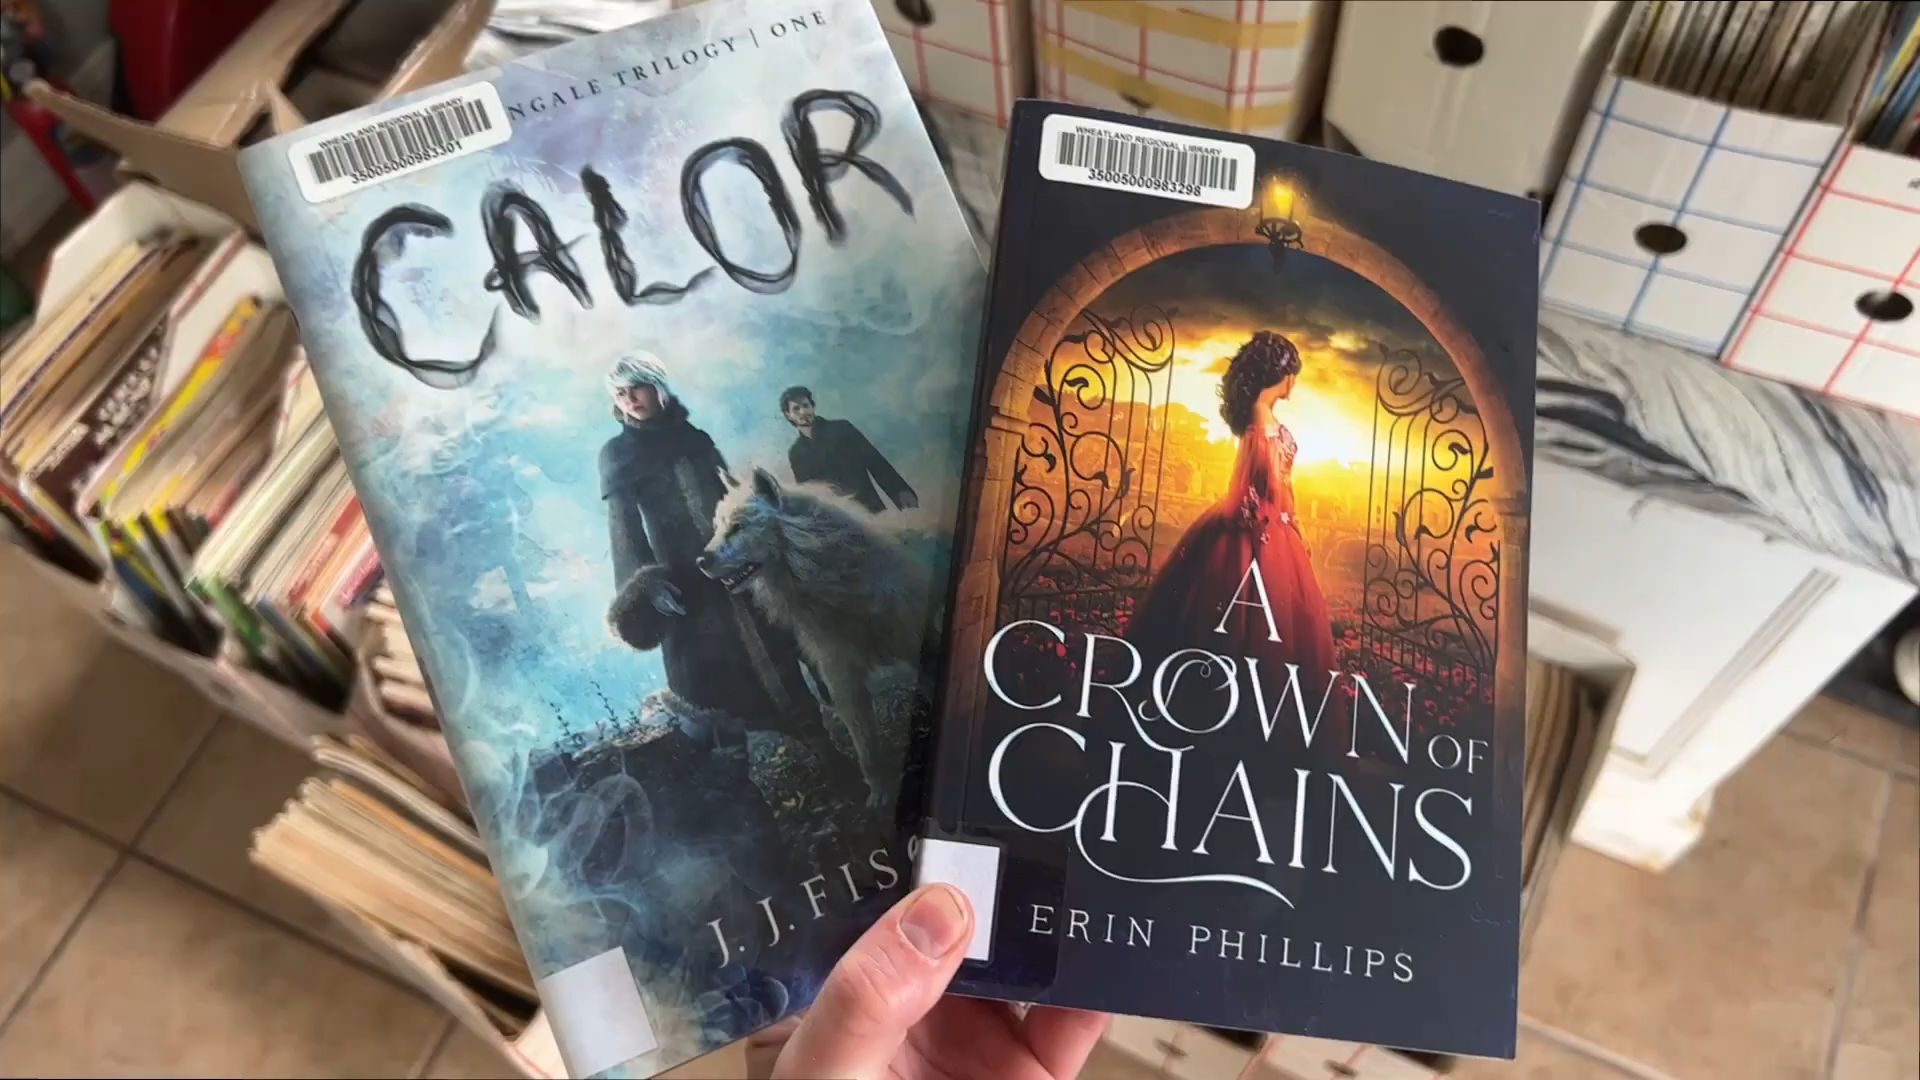 NGALE TRILOGY | ONE
WHEATLAND REGIONAL LIBRARY
35005000983301
CALOR
J. J. FIS
WHEATLAND REGIONAL LIBRARY
35005000983298
A
CROWN OF
CHAINS
ERIN PHILLIPS